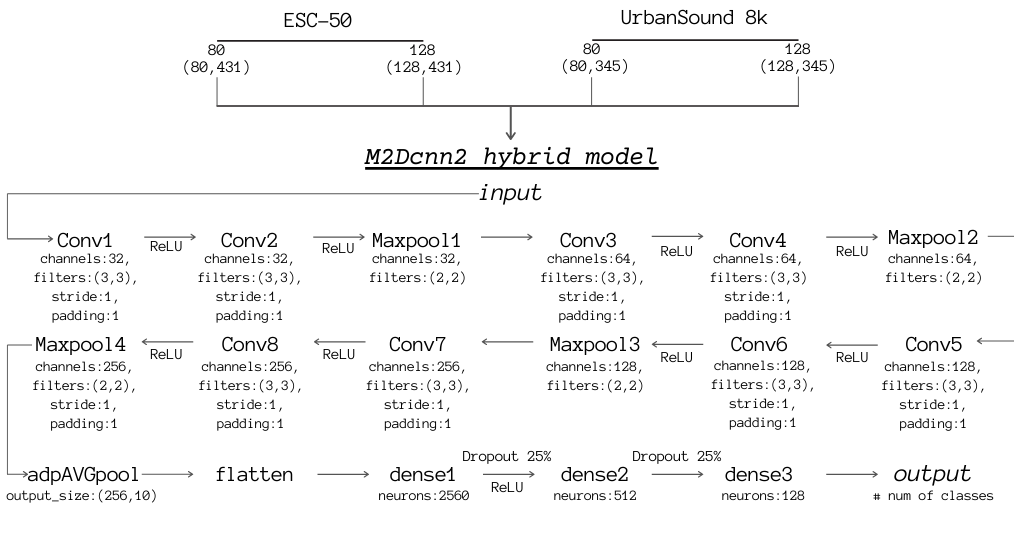 ESC-50
UrbanSound 8k
80
(80,431)
128
(128,431)
80
(80,345)
128
(128,345)
M2Dcnn2 hybrid model
input
Conv1
channels:32,
filters:(3,3),
stride:1,
padding:1
ReLU
Conv2
channels:32,
filters:(3,3),
stride:1,
padding:1
ReLU
Maxpool1
channels:32,
filters:(2,2)
Conv3
channels:64,
filters:(3,3),
stride:1,
padding:1
ReLU
Conv4
channels:64,
filters:(3,3)
stride:1,
padding:1
ReLU
Maxpool2
channels:64,
filters:(2,2)
Conv5
channels:128,
filters:(3,3),
stride:1,
padding:1
ReLU
Conv6
channels:128,
filters:(3,3),
stride:1,
padding:1
ReLU
Maxpool3
channels:128,
filters:(2,2)
Conv7
channels:256,
filters:(3,3),
stride:1,
padding:1
ReLU
Conv8
channels:256,
filters:(3,3),
stride:1,
padding:1
ReLU
Maxpool4
channels:256,
filters:(2,2),
stride:1,
padding:1
adpAVGpool
output_size:(256,10)
flatten
dense1
neurons:2560
Dropout 25%
ReLU
dense2
neurons:512
Dropout 25%
dense3
neurons:128
output
# num of classes